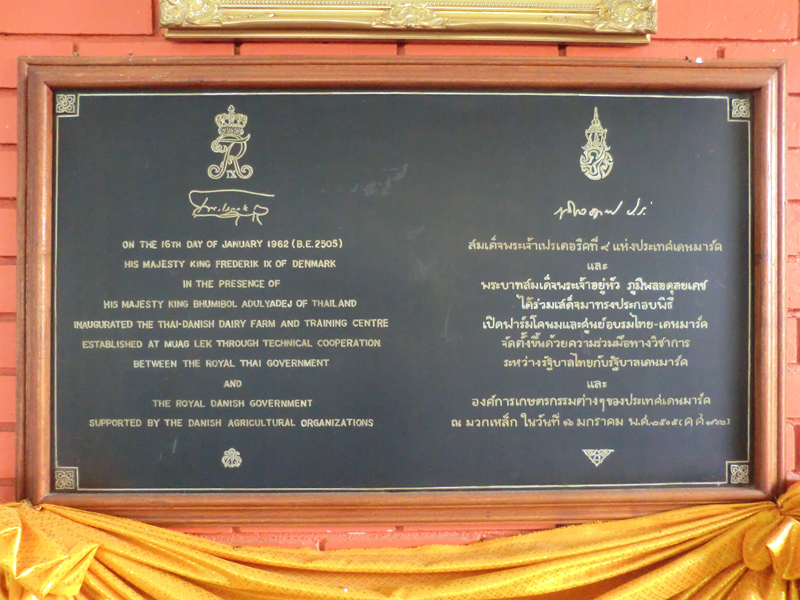 FR
IX
ON THE 16TH DAY OF JANUARY 1962 (B.E. 2505)
HIS MAJESTY KING FREDERIK IX OF DENMARK
IN THE PRESENCE OF
HIS MAJESTY KING BHUMIBOL ADULYADEJ OF THAILAND
INAUGURATED THE THAI-DANISH DAIRY FARM AND TRAINING CENTRE
ESTABLISHED AT MUAG LEK THROUGH TECHNICAL COOPERATION
BETWEEN THE ROYAL THAI GOVERNMENT
AND
THE ROYAL DANISH GOVERNMENT
SUPPORTED BY THE DANISH AGRICULTURAL ORGANIZATIONS
ภูมิพลอดุลยเดช ป.ร.
สมเด็จพระเจ้าเฟรเดอริคที่ ๙ แห่งประเทศเดนมาร์ค
และ
พระบาทสมเด็จพระเจ้าอยู่หัว ภูมิพลอดุลยเดช
ได้ร่วมเสด็จมาทรงประกอบพิธี
เปิดฟาร์มโคนมและศูนย์อบรมไทย-เดนมาร์ค
จัดตั้งขึ้นด้วยความร่วมมือทางวิชาการ
ระหว่างรัฐบาลไทยกับรัฐบาลเดนมาร์ค
และ
องค์การเกษตรกรรมต่างๆของประเทศเดนมาร์ค
ณ มวกเหล็ก ในวันที่ ๑๖ มกราคม พ.ศ.๒๕๐๕ (ค.ศ.๑๙๖๒)